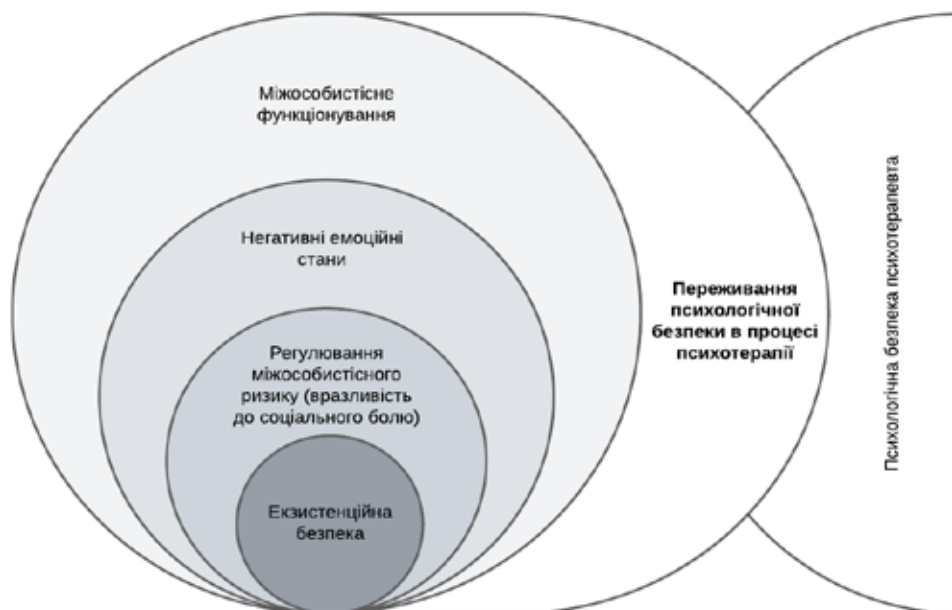 Міжособистісне
функціонування
Негативні емоційні
стани
Регулювання
міжособистісного
ризику (вразливість
до соціального болю)
Екзистенційна
безпека
Переживання
психологічної
безпеки в процесі
психотерапії
Психологічна безпека психотерапевта